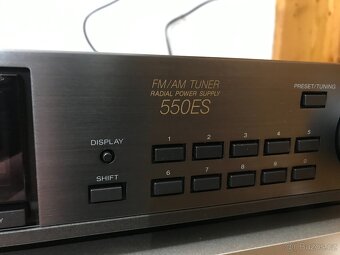 FM/AM TUNER
RADIAL POWER SUPPLY
550ES
PRESET/TUNING
DISPLAY
1 2 3 4 5
SHIFT
6 7 8 9 0